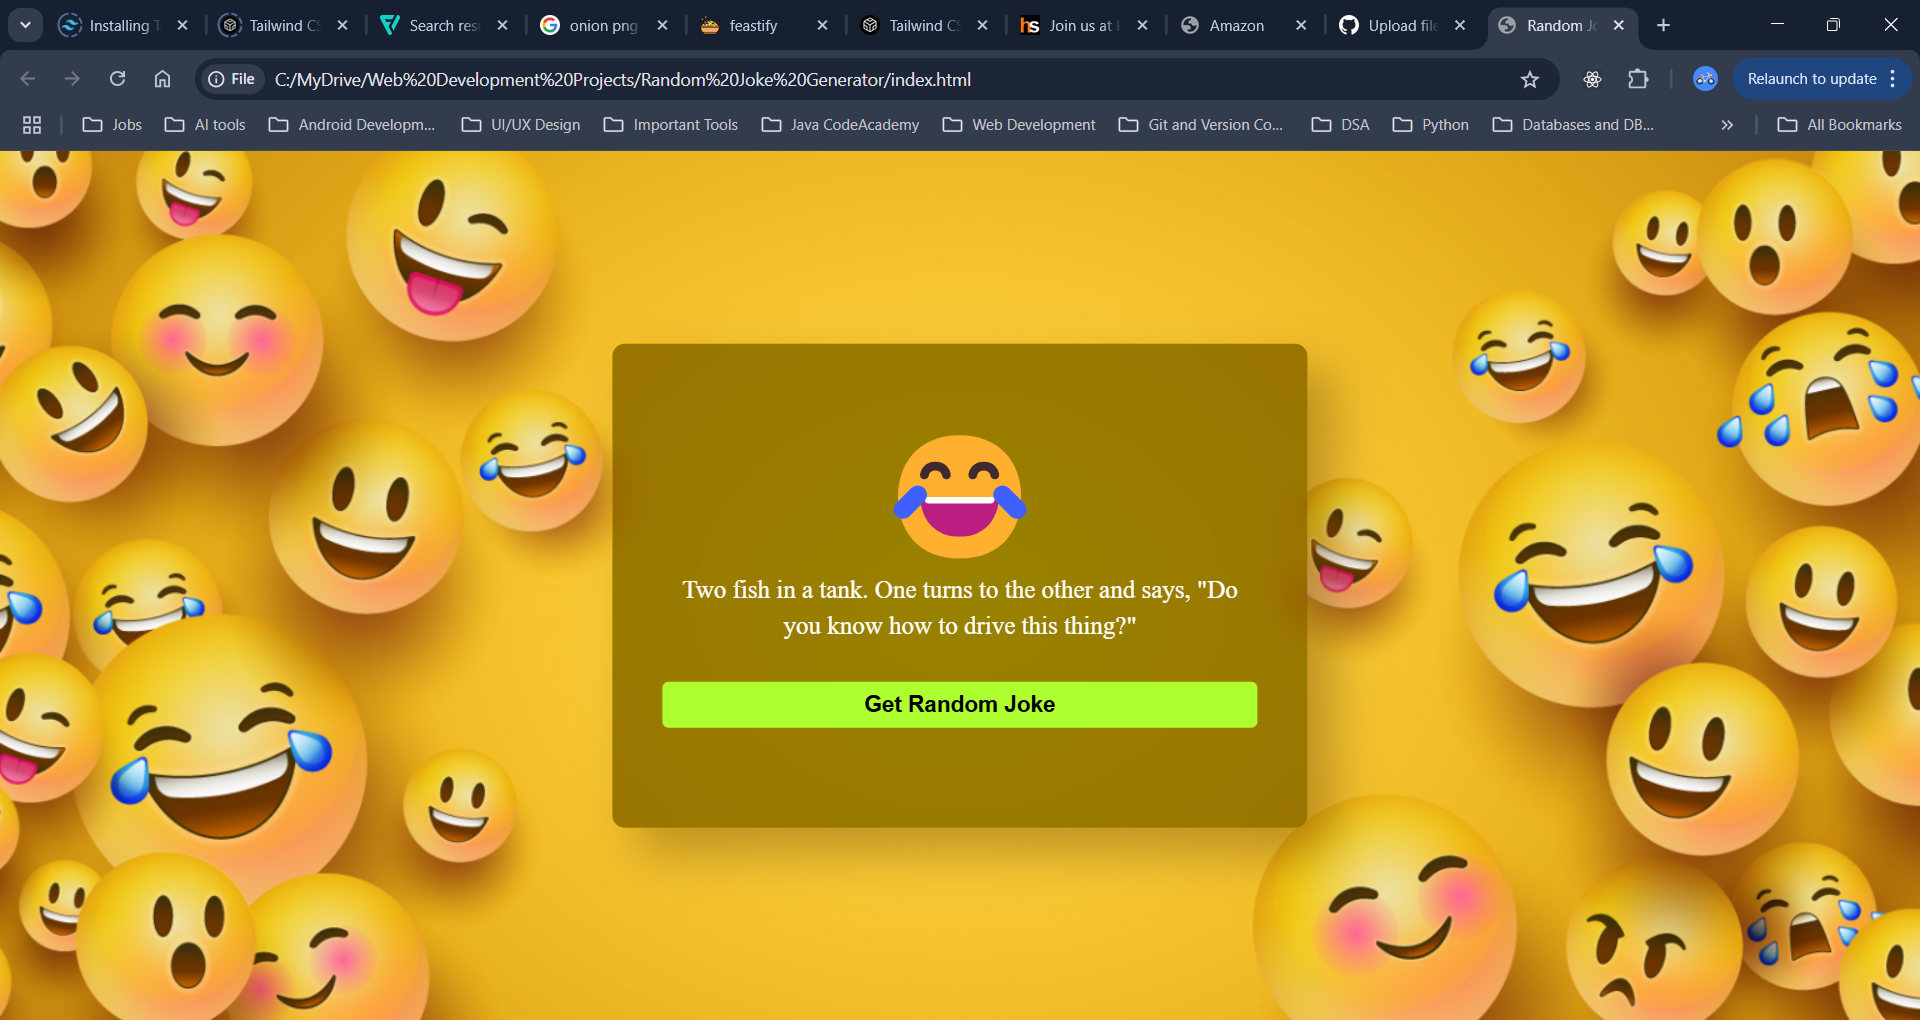 Installing T
Tailwind CS
Search resu
onion png
feastify
Tailwind CS
hs Join us at H
Amazon
Upload file
Random Jo
File C:/MyDrive/Web%20Development%20Projects/Random%20Joke%20Generator/index.html
Relaunch to update
Jobs
AI tools
Android Developm...
UI/UX Design
Important Tools
Java CodeAcademy
Web Development
Git and Version Co...
DSA
Python
Databases and DB...
All Bookmarks
Two fish in a tank. One turns to the other and says, "Do
you know how to drive this thing?"
Get Random Joke